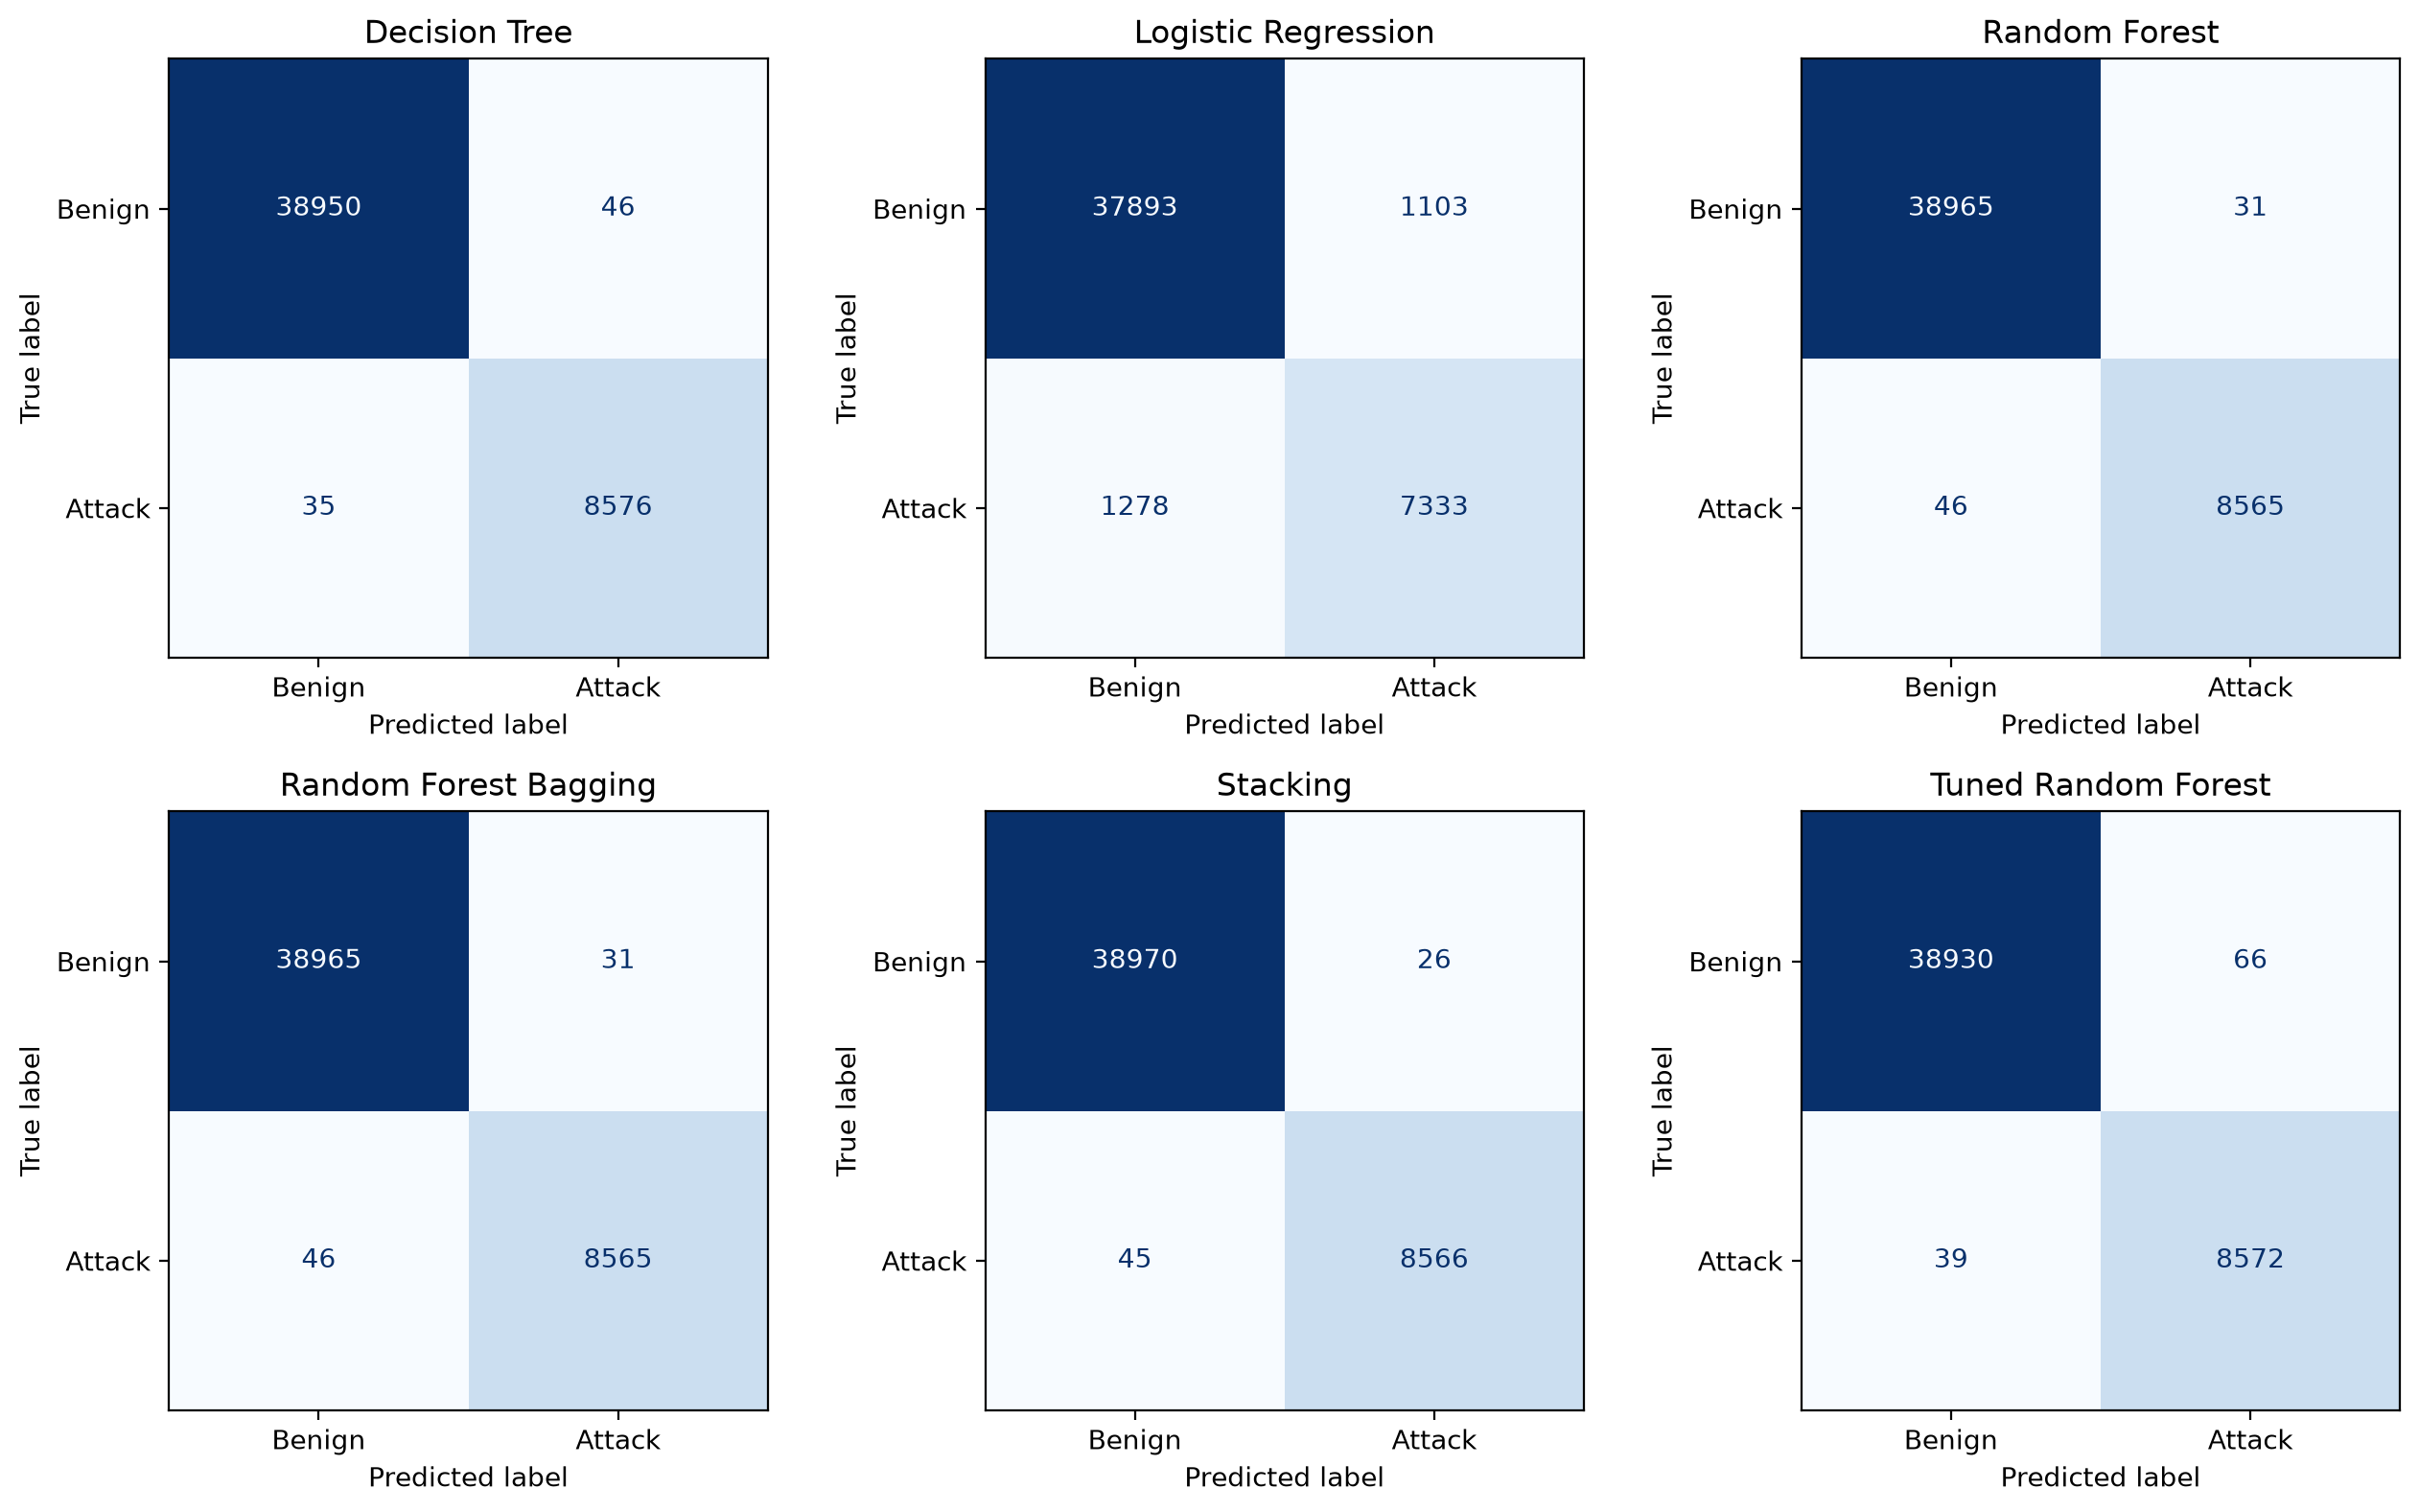 Decision Tree
True label
Benign
38950 46
Attack
35 8576
Benign Attack
Predicted label
Logistic Regression
True label
Benign
37893 1103
Attack
1278 7333
Benign Attack
Predicted label
Random Forest
True label
Benign
38965 31
Attack
46 8565
Benign Attack
Predicted label
Random Forest Bagging
True label
Benign
38965 31
Attack
46 8565
Benign Attack
Predicted label
Stacking
True label
Benign
38970 26
Attack
45 8566
Benign Attack
Predicted label
Tuned Random Forest
True label
Benign
38930 66
Attack
39 8572
Benign Attack
Predicted label